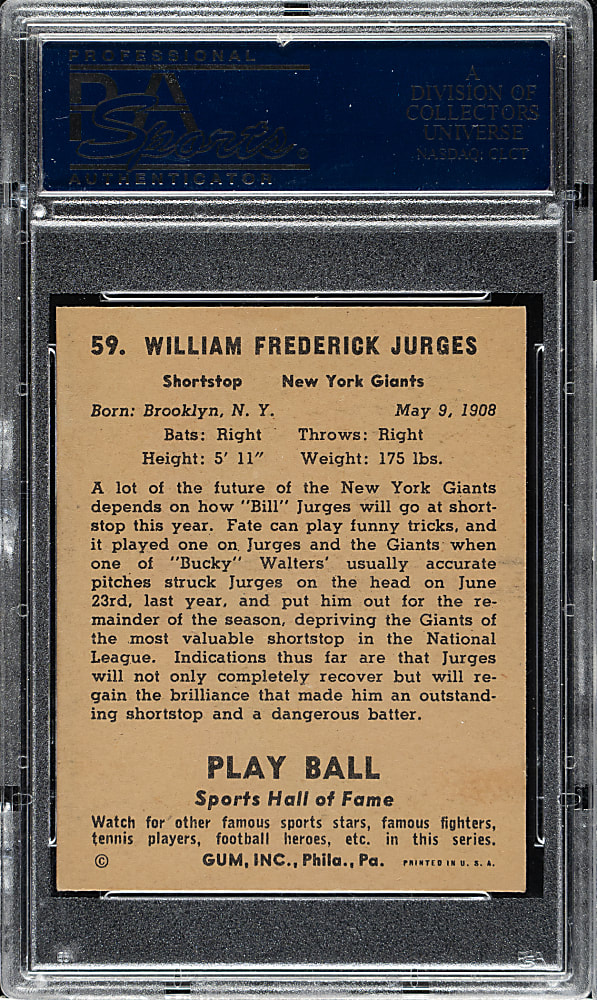 PROFESSIONAL
PSA
Sports
AUTHENTICATOR
A
DIVISION OF
COLLECTORS
UNIVERSE
NASDAQ: CLCT
59. WILLIAM FREDERICK JURGES
Shortstop New York Giants
Born: Brooklyn, N. Y. May 9, 1908
Bats: Right Throws: Right
Height: 5' 11" Weight: 175 lbs.
A lot of the future of the New York Giants
depends on how "Bill" Jurges will go at short-
stop this year. Fate can play funny tricks, and
it played one on Jurges and the Giants when
one of "Bucky" Walters' usually accurate
pitches struck Jurges on the head on June
23rd, last year, and put him out for the re-
mainder of the season, depriving the Giants of
the most valuable shortstop in the National
League. Indications thus far are that Jurges
will not only completely recover but will re-
gain the brilliance that made him an outstand-
ing shortstop and a dangerous batter.
PLAY BALL
Sports Hall of Fame
Watch for other famous sports stars, famous fighters,
tennis players, football heroes, etc. in this series.
© GUM, INC., Phila., Pa. PRINTED IN U. S. A.